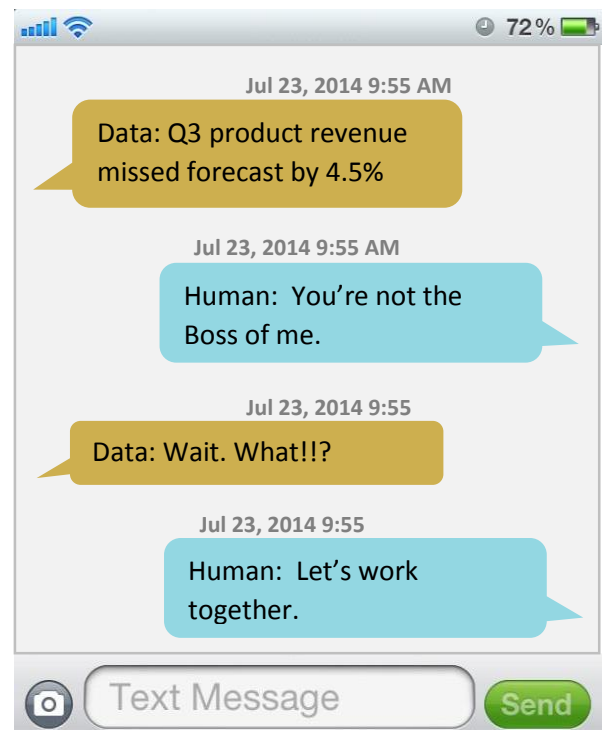 72%
Jul 23, 2014 9:55 AM
Data: Q3 product revenue
missed forecast by 4.5%
Jul 23, 2014 9:55 AM
Human:  You’re not the
Boss of me.
Jul 23, 2014 9:55
Data: Wait. What!!?
Jul 23, 2014 9:55
Human:  Let’s work
together.
Text Message
Send